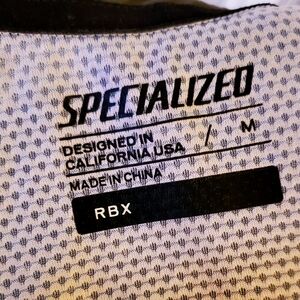 SPECIALIZED
DESIGNED IN
CALIFORNIA USA / M
MADE IN CHINA
RBX